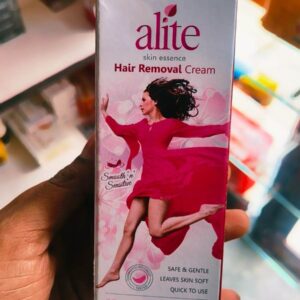 alite
skin essence
Hair Removal Cream
Smooth 'n'
Sensitive
SAFE & GENTLE
LEAVES SKIN SOFT
QUICK TO USE